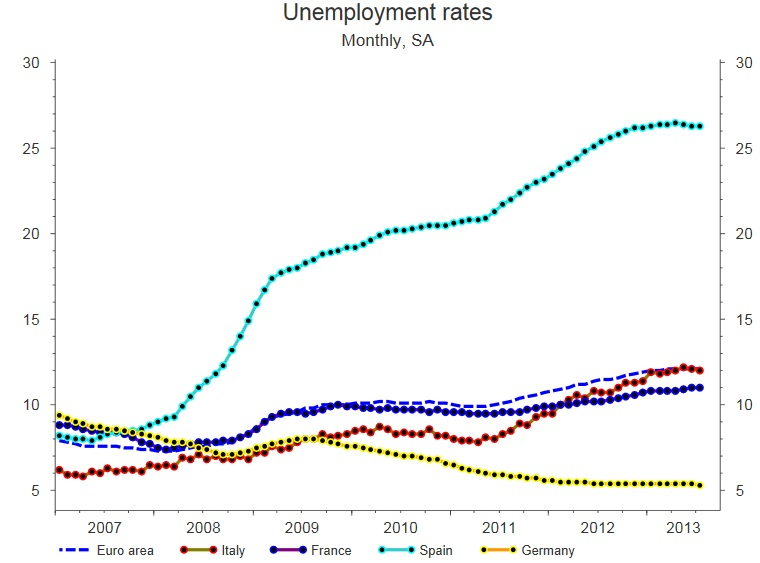 Unemployment rates
Monthly, SA
30 30
25 25
20 20
15 15
10 10
5 5
2007 2008 2009 2010 2011 2012 2013
Euro area Italy France Spain Germany